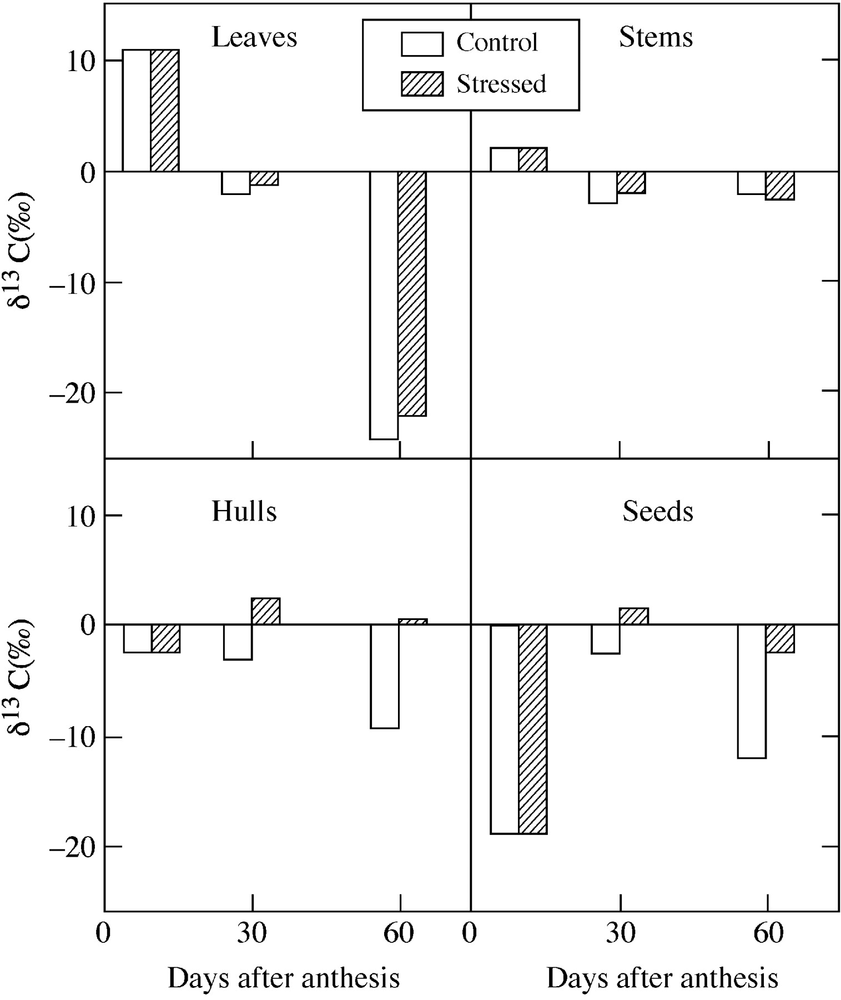 Leaves
Control
Stressed
Stems
10
0
–10
–20
δ¹³ C(‰)
Hulls
Seeds
10
0
–10
–20
δ¹³ C(‰)
0 30 60 0 30 60
Days after anthesis Days after anthesis